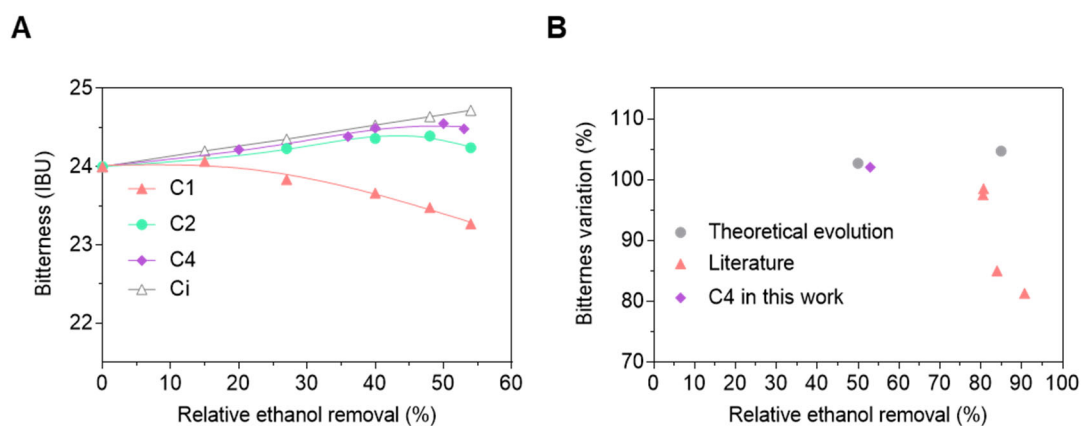 A
B
Bitterness (IBU)
25
24
23
22
C1
C2
C4
Ci
0 10 20 30 40 50 60
Relative ethanol removal (%)
Bitternes variation (%)
110
100
90
80
70
Theoretical evolution
Literature
C4 in this work
0 10 20 30 40 50 60 70 80 90 100
Relative ethanol removal (%)